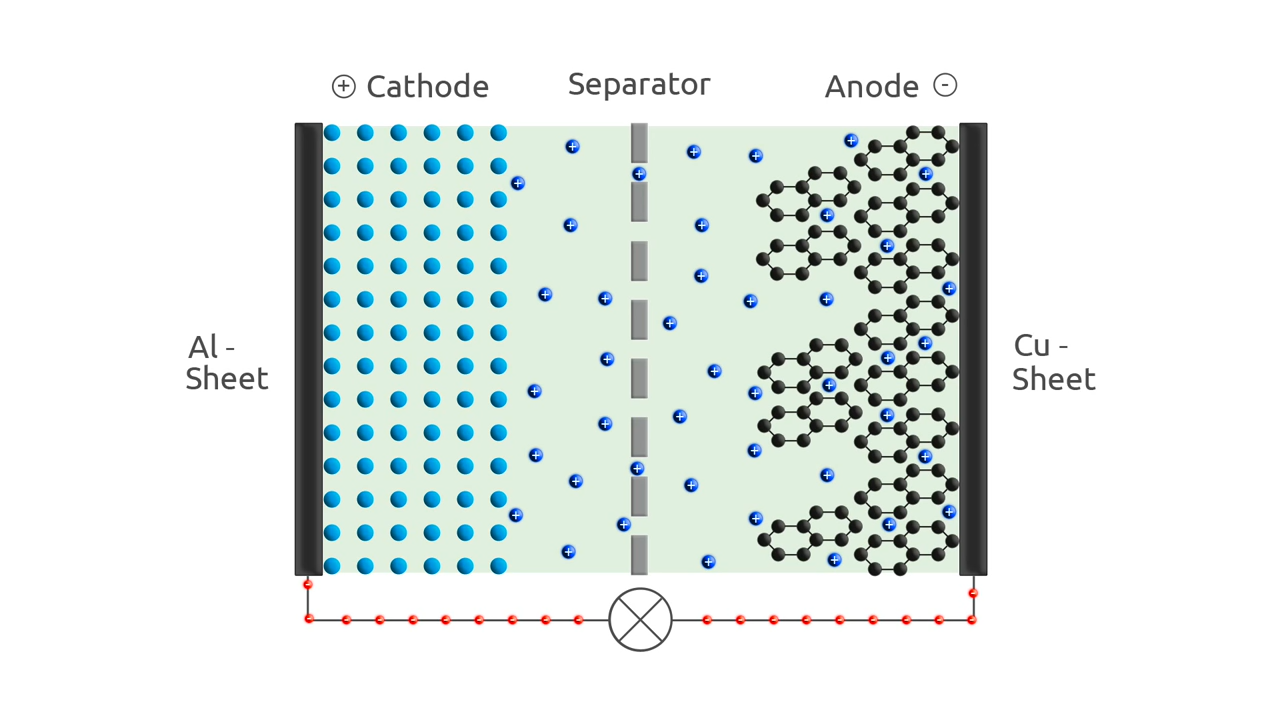 ⊕ Cathode
Separator
Anode ⊖
Al -
Sheet
Cu -
Sheet